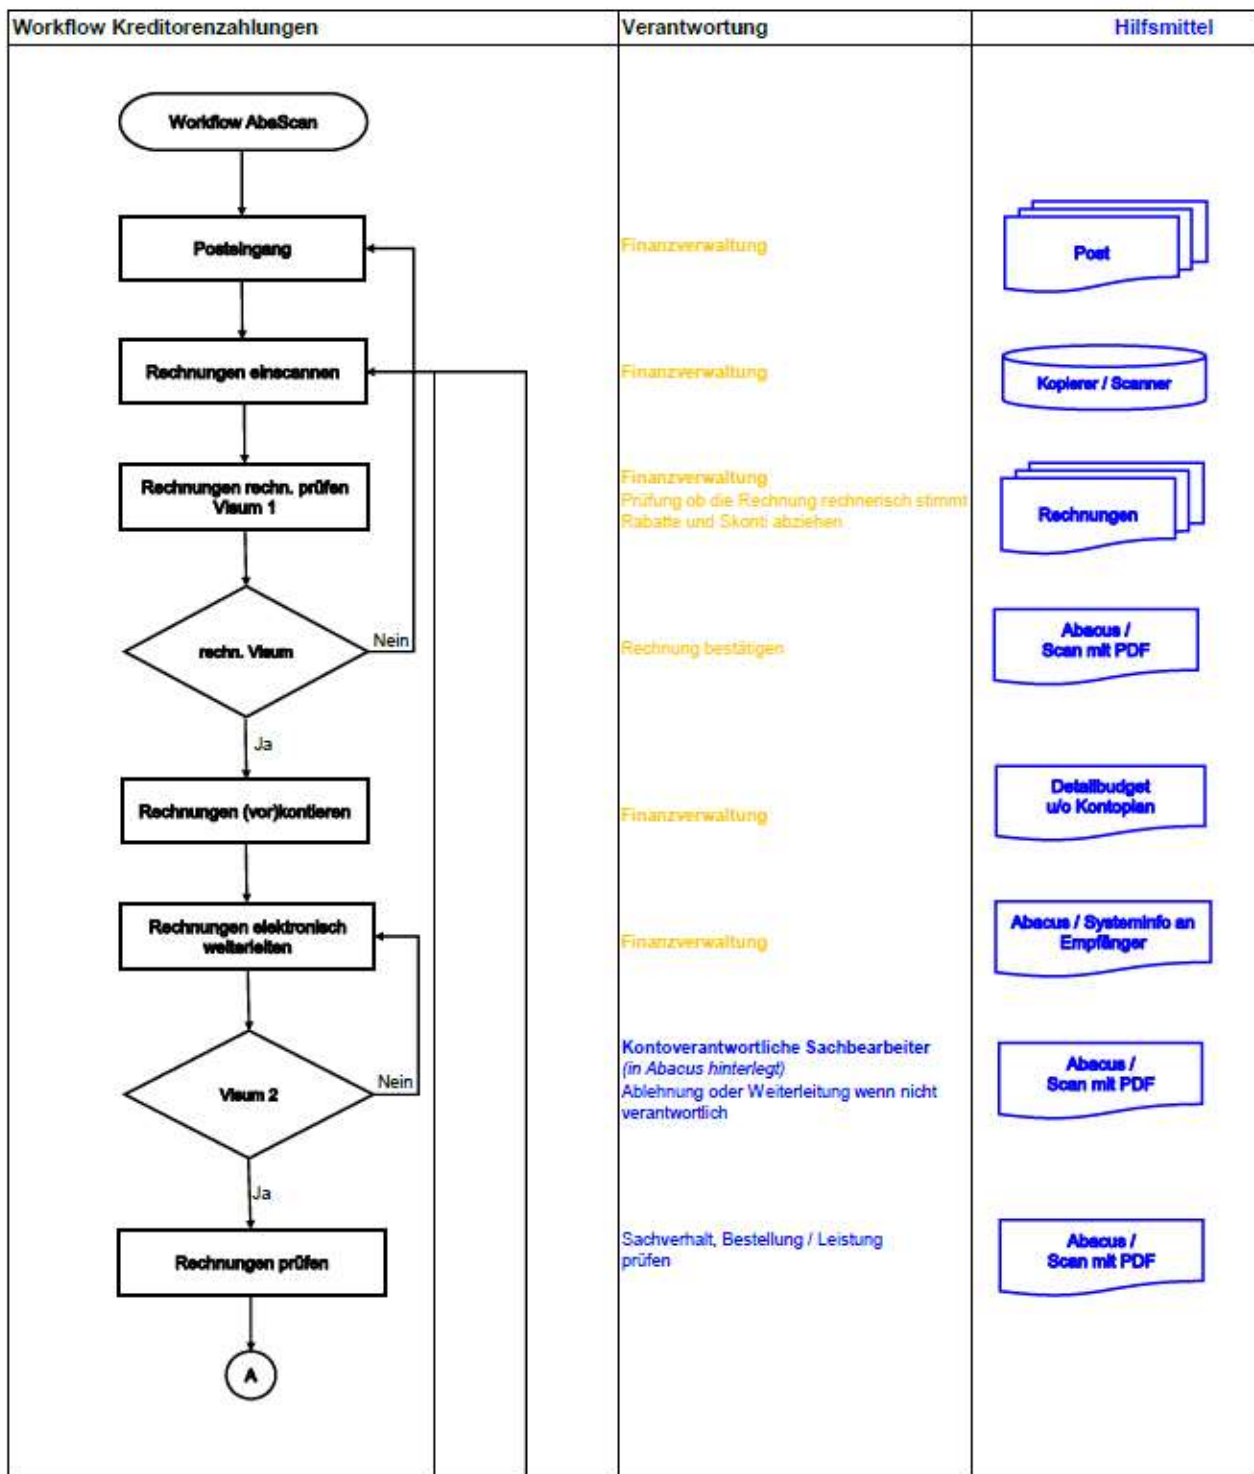 Workflow Kreditorenzahlungen
Verantwortung
Hilfsmittel
Workflow AbaScan
Posteingang
Finanzverwaltung
Post
Rechnungen einscannen
Finanzverwaltung
Kopierer / Scanner
Rechnungen rechn. prüfen
Visum 1
Finanzverwaltung
Prüfung ob die Rechnung rechnerisch stimmt
Rabatte und Skonti abziehen
Rechnungen
rechn. Visum
Nein
Rechnung bestätigen
Abacus /
Scan mit PDF
Ja
Rechnungen (vor)kontieren
Finanzverwaltung
Detailbudget
u/o Kontoplan
Rechnungen elektronisch
weiterleiten
Finanzverwaltung
Abacus / Systeminfo an
Empfänger
Visum 2
Nein
Kontoverantwortliche Sachbearbeiter
(in Abacus hinterlegt)
Ablehnung oder Weiterleitung wenn nicht
verantwortlich
Abacus /
Scan mit PDF
Ja
Rechnungen prüfen
Sachverhalt, Bestellung / Leistung
prüfen
Abacus /
Scan mit PDF
A